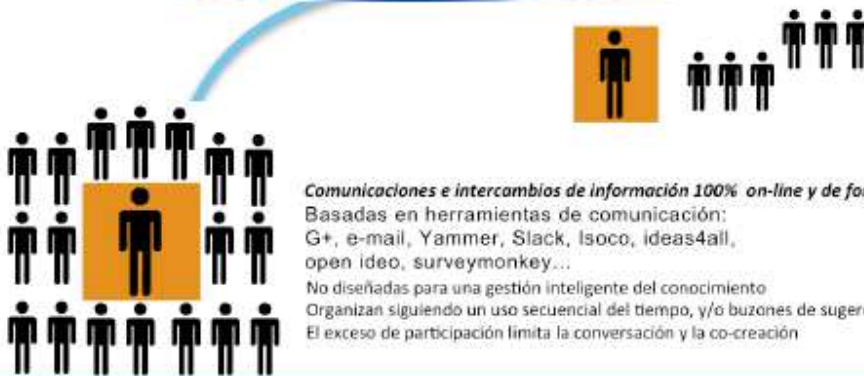 Comunicaciones e intercambios de información 100% on-line y de
Basadas en herramientas de comunicación:
G+, e-mail, Yammer, Slack, Isoco, ideas4all,
open ideo, surveymonkey...
No diseñadas para una gestión inteligente del conocimiento
Organizan siguiendo un uso secuencial del tiempo, y/o buzones de
El exceso de participación limita la conversación y la co-creación